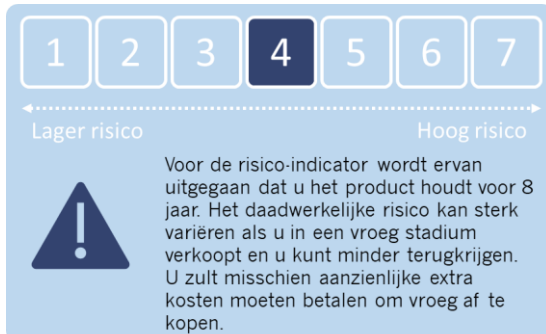 1 2 3 4 5 6 7
Lager risico Hoog risico
Voor de risico-indicator wordt ervan
uitgegaan dat u het product houdt voor 8
jaar. Het daadwerkelijke risico kan sterk
variëren als u in een vroeg stadium
verkoopt en u kunt minder terugkrijgen.
U zult misschien aanzienlijke extra
kosten moeten betalen om vroeg af te
kopen.